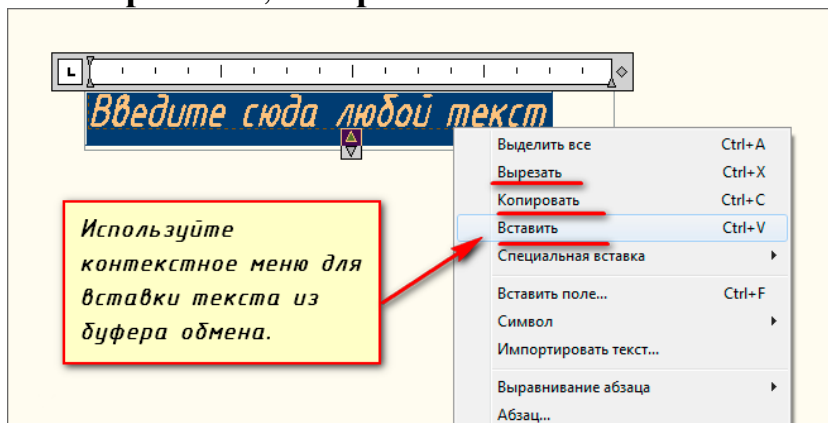 Введите сюда любой текст
Выделить все Ctrl+A
Вырезать Ctrl+X
Копировать Ctrl+C
Вставить Ctrl+V
Специальная вставка
Вставить поле... Ctrl+F
Символ
Импортировать текст...
Выравнивание абзаца
Абзац...
Используйте
контекстное меню для
вставки текста из
буфера обмена.